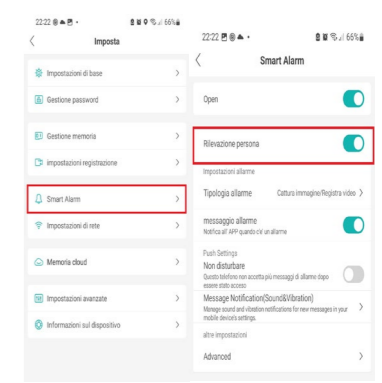 22:22
66%
Imposta
Impostazioni di base
Gestione password
Gestione memoria
impostazioni registrazione
Smart Alarm
Impostazioni di rete
Memoria cloud
Impostazioni avanzate
Informazioni sul dispositivo
22:22
66%
Smart Alarm
Open
Rilevazione persona
Impostazioni allarme
Tipologia allarme Cattura immagine/Registra video
messaggio allarme
Notifica all' APP quando c'è un allarme
Push Settings
Non disturbare
Questo telefono non accetta più messaggi di allarme dopo
essere stato acceso
Message Notification(Sound&Vibration)
Manage sound and vibration notifications for new messages in your
mobile device's settings.
altre impostazioni
Advanced